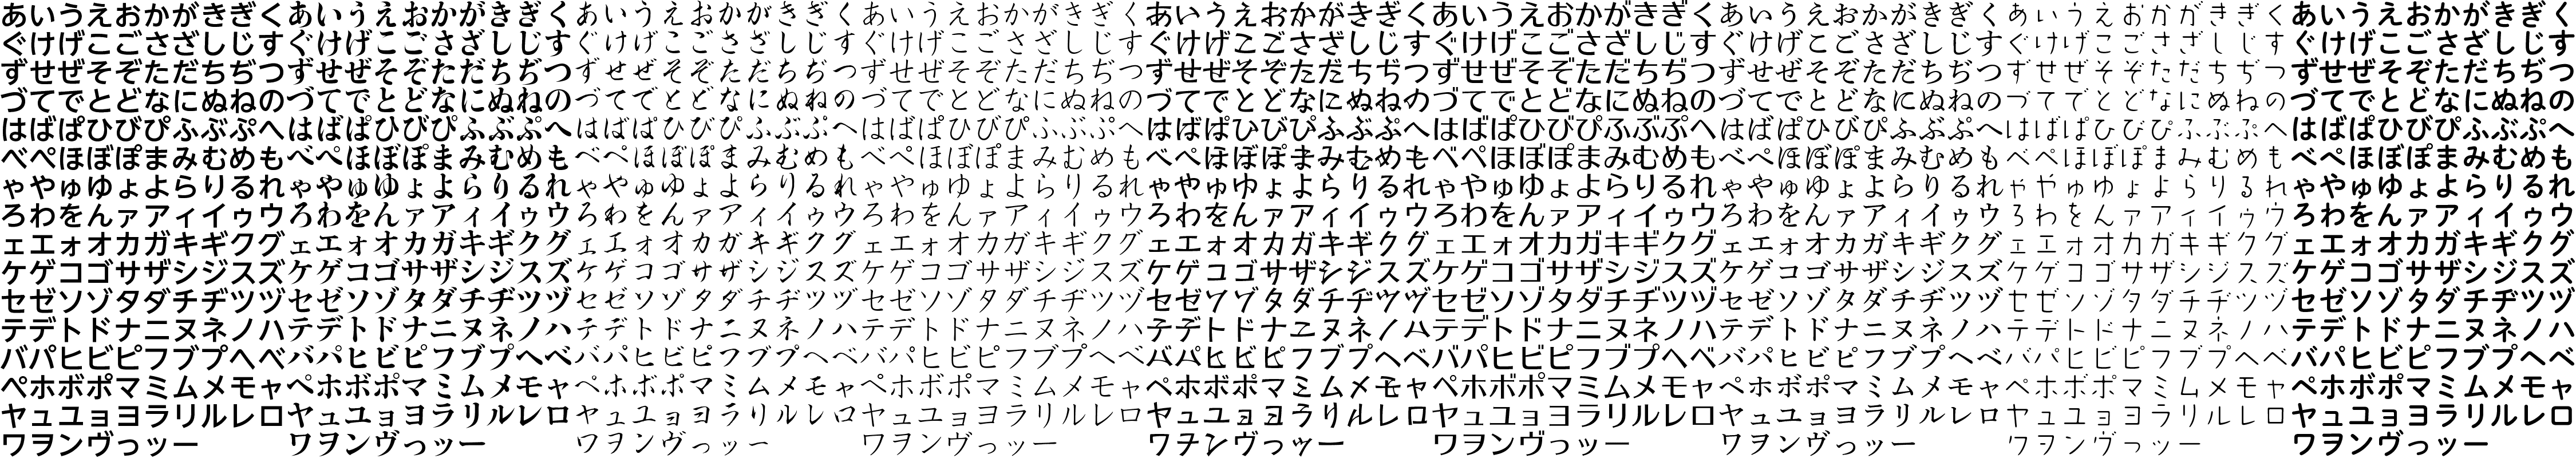 あいうえおかがきぎくあいうえおかがきぎくあいうえおかがきぎくあいうえおかがきぎくあいうえおかがきぎくあいうえおかがきぎくあいうえおかがきぎくあいうえおかがきぎくあいうえおかがきぎく
ぐけげこごさざしじすぐけげこごさざしじすぐけげこごさざしじすぐけげこごさざしじすぐけげこごさざしじすぐけげこごさざしじすぐけげこごさざしじすぐけげこごさざしじすぐけげこごさざしじす
ずせぜそぞただちぢつずせぜそぞただちぢつずせぜそぞただちぢつずせぜそぞただちぢつずせぜそぞただちぢつずせぜそぞただちぢつずせぜそぞただちぢつずせぜそぞただちぢつずせぜそぞただちぢつ
づてでとどなにぬねのづてでとどなにぬねのづてでとどなにぬねのづてでとどなにぬねのづてでとどなにぬねのづてでとどなにぬねのづてでとどなにぬねのづてでとどなにぬねのづてでとどなにぬねの
はばぱひびぴふぶぷへはばぱひびぴふぶぷへはばぱひびぴふぶぷへはばぱひびぴふぶぷへはばぱひびぴふぶぷへはばぱひびぴふぶぷへはばぱひびぴふぶぷへはばぱひびぴふぶぷへはばぱひびぴふぶぷへ
べぺほぼぽまみむめもべぺほぼぽまみむめもべぺほぼぽまみむめもべぺほぼぽまみむめもべぺほぼぽまみむめもべぺほぼぽまみむめもべぺほぼぽまみむめもべぺほぼぽまみむめもべぺほぼぽまみむめも
ゃやゅゆょよらりるれゃやゅゆょよらりるれゃやゅゆょよらりるれゃやゅゆょよらりるれゃやゅゆょよらりるれゃやゅゆょよらりるれゃやゅゆょよらりるれゃやゅゆょよらりるれゃやゅゆょよらりるれ
ろわをんァアィイゥウろわをんァアィイゥウろわをんァアィイゥウろわをんァアィイゥウろわをんァアィイゥウろわをんァアィイゥウろわをんァアィイゥウろわをんァアィイゥウろわをんァアィイゥウ
ェエォオカガキギクグェエォオカガキギクグェエォオカガキギクグェエォオカガキギクグェエォオカガキギクグェエォオカガキギクグェエォオカガキギクグェエォオカガキギクグェエォオカガキギクグ
ケゲコゴサザシジスズケゲコゴサザシジスズケゲコゴサザシジスズケゲコゴサザシジスズケゲコゴサザシジスズケゲコゴサザシジスズケゲコゴサザシジスズケゲコゴサザシジスズケゲコゴサザシジスズ
セゼソゾタダチヂツヅセゼソゾタダチヂツヅセゼソゾタダチヂツヅセゼソゾタダチヂツヅセゼソゾタダチヂツヅセゼソゾタダチヂツヅセゼソゾタダチヂツヅセゼソゾタダチヂツヅセゼソゾタダチヂツヅ
テデトドナニヌネノハテデトドナニヌネノハテデトドナニヌネノハテデトドナニヌネノハテデトドナニヌネノハテデトドナニヌネノハテデトドナニヌネノハテデトドナニヌネノハテデトドナニヌネノハ
バパヒビピフブプヘベバパヒビピフブプヘベバパヒビピフブプヘベバパヒビピフブプヘベバパヒビピフブプヘベバパヒビピフブプヘベバパヒビピフブプヘベバパヒビピフブプヘベバパヒビピフブプヘベ
ペホボポマミムメモャペホボポマミムメモャペホボポマミムメモャペホボポマミムメモャペホボポマミムメモャペホボポマミムメモャペホボポマミムメモャペホボポマミムメモャペホボポマミムメモャ
ヤュユョヨラリルレロヤュユョヨラリルレロヤュユョヨラリルレロヤュユョヨラリルレロヤュユョヨラリルレロヤュユョヨラリルレロヤュユョヨラリルレロヤュユョヨラリルレロヤュユョヨラリルレロ
ワヲンヴっッー ワヲンヴっッー ワヲンヴっッー ワヲンヴっッー ワヲンヴっッー ワヲンヴっッー ワヲンヴっッー ワヲンヴっッー ワヲンヴっッー